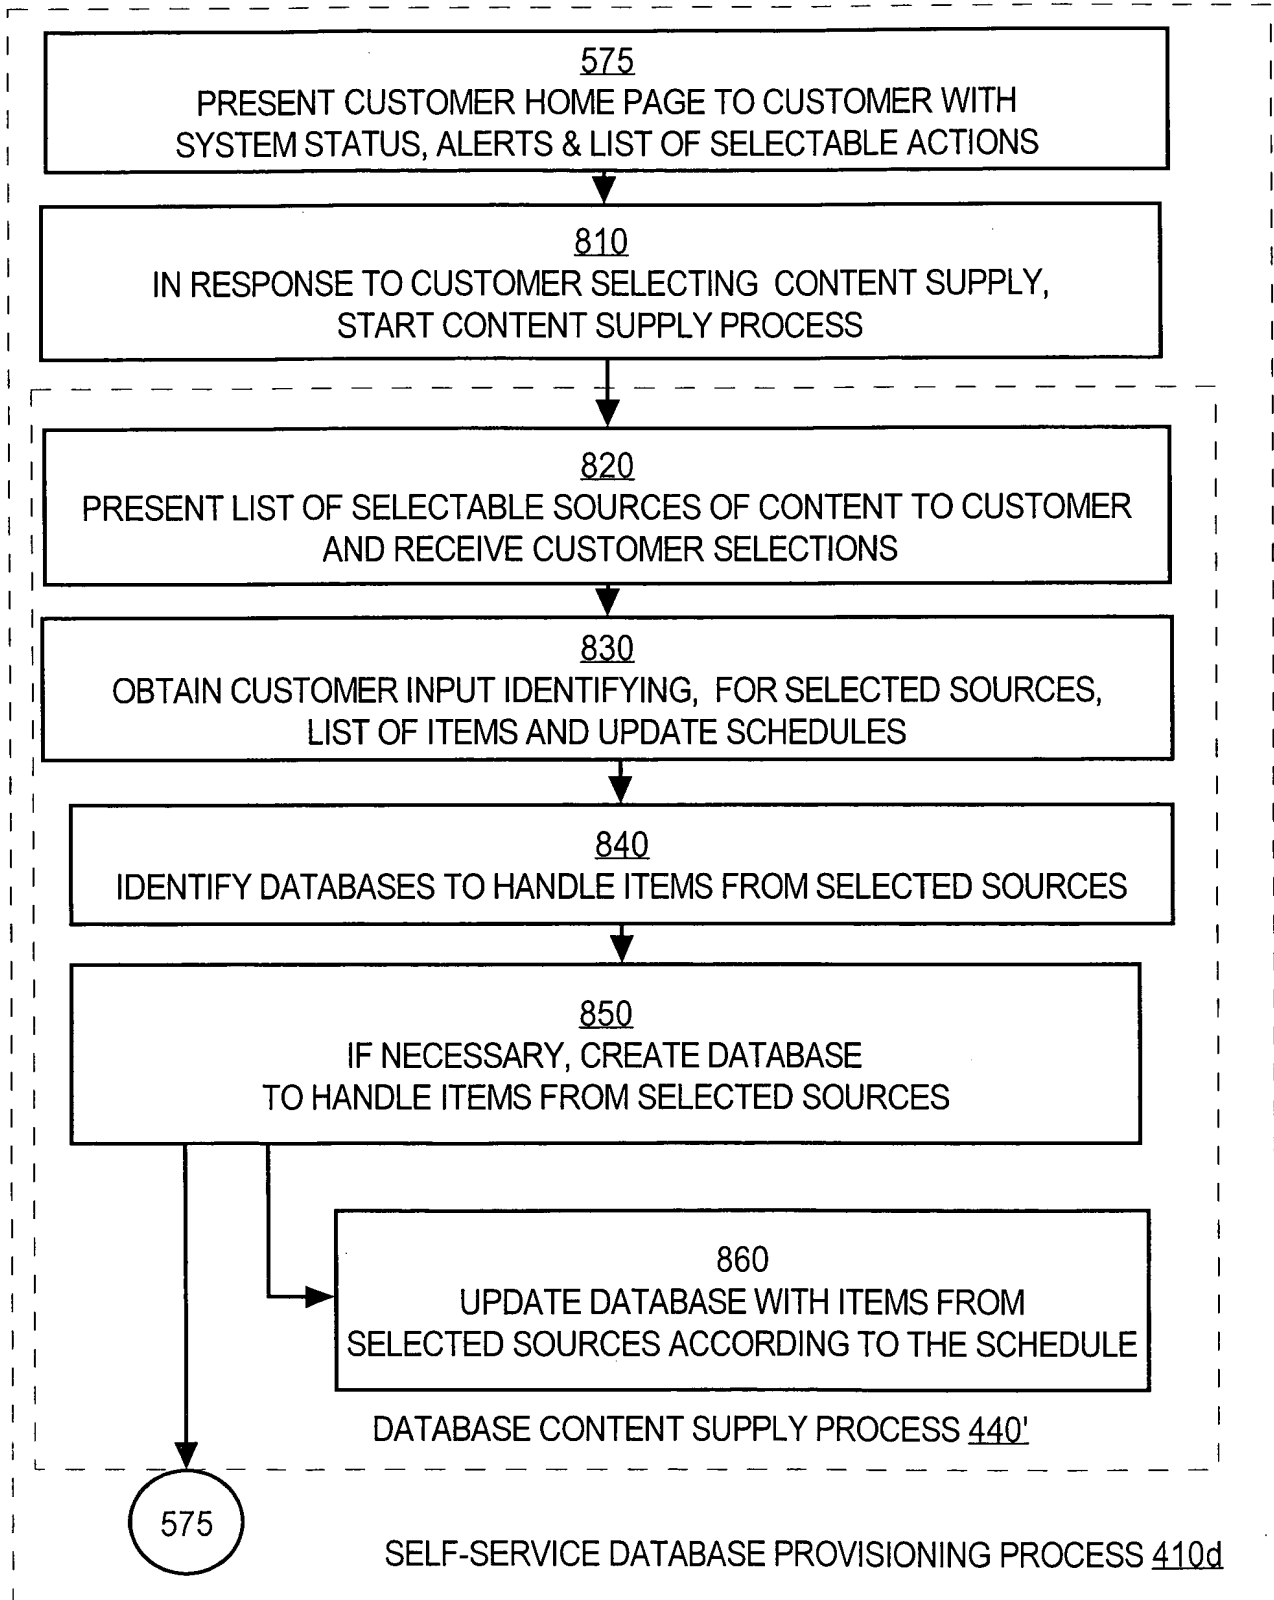 575
PRESENT CUSTOMER HOME PAGE TO CUSTOMER WITH
SYSTEM STATUS, ALERTS & LIST OF SELECTABLE ACTIONS
810
IN RESPONSE TO CUSTOMER SELECTING CONTENT SUPPLY,
START CONTENT SUPPLY PROCESS
820
PRESENT LIST OF SELECTABLE SOURCES OF CONTENT TO CUSTOMER
AND RECEIVE CUSTOMER SELECTIONS
830
OBTAIN CUSTOMER INPUT IDENTIFYING, FOR SELECTED SOURCES,
LIST OF ITEMS AND UPDATE SCHEDULES
840
IDENTIFY DATABASES TO HANDLE ITEMS FROM SELECTED SOURCES
850
IF NECESSARY, CREATE DATABASE
TO HANDLE ITEMS FROM SELECTED SOURCES
860
UPDATE DATABASE WITH ITEMS FROM
SELECTED SOURCES ACCORDING TO THE SCHEDULE
DATABASE CONTENT SUPPLY PROCESS 440'
575
SELF-SERVICE DATABASE PROVISIONING PROCESS 410d